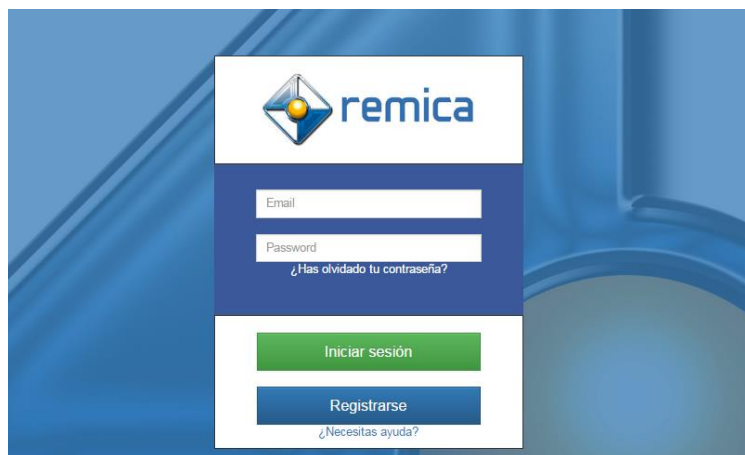 remica
Email
Password
¿Has olvidado tu contraseña?
Iniciar sesión
Registrarse
¿Necesitas ayuda?